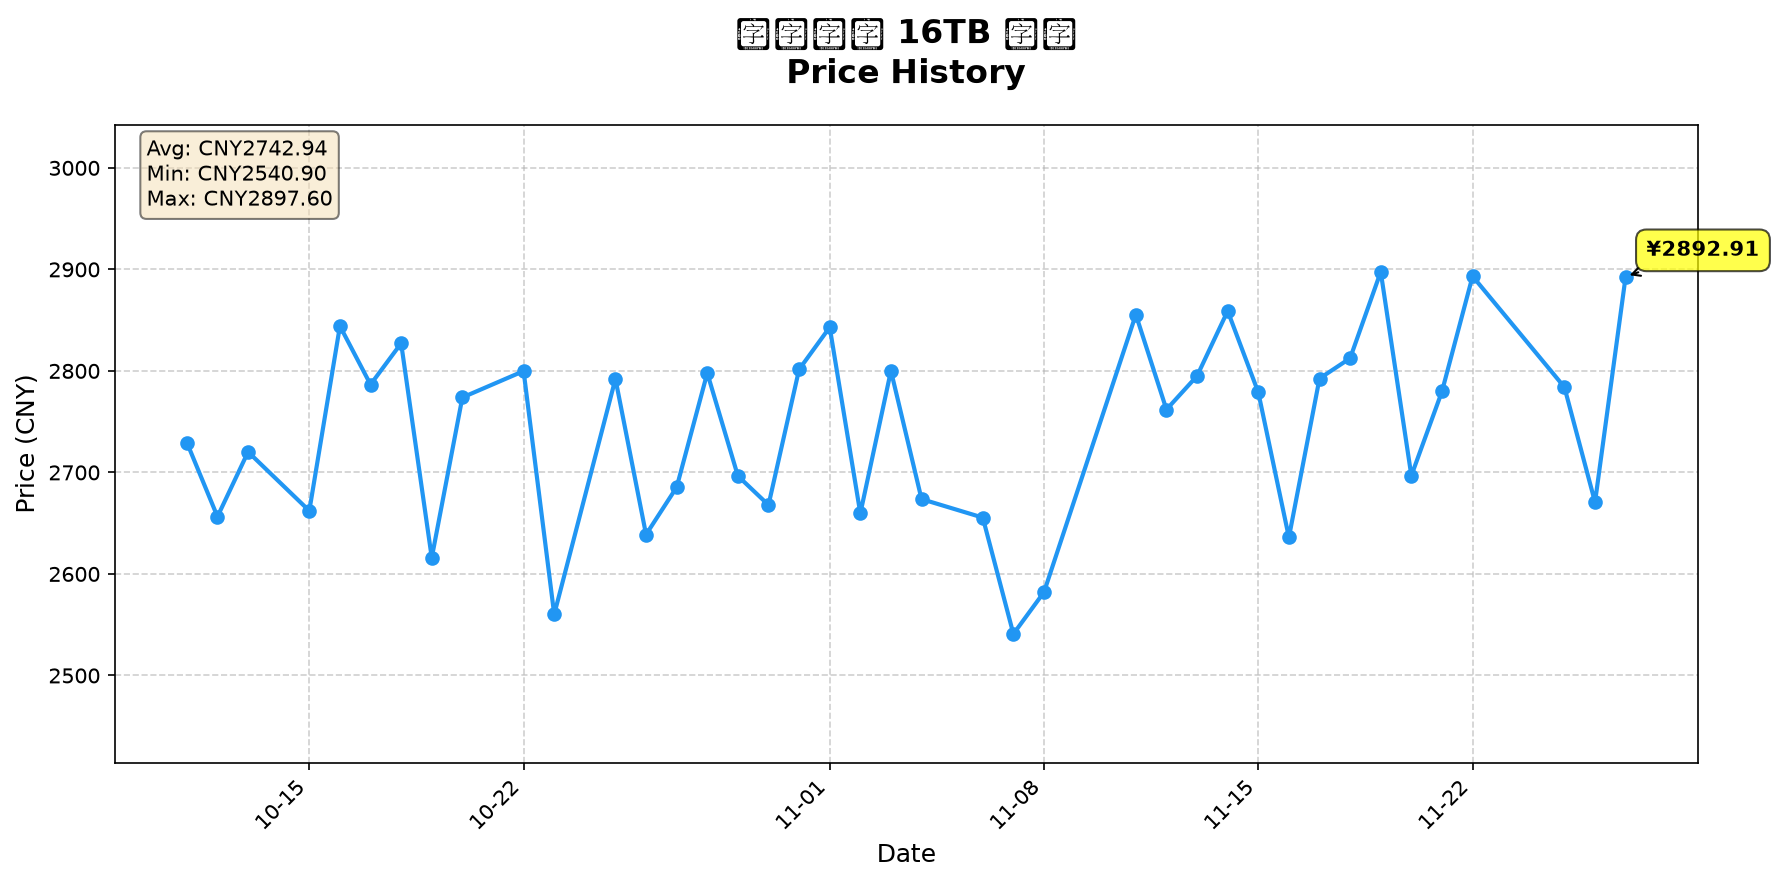 16TB
Price History
Avg: CNY2742.94
Min: CNY2540.90
Max: CNY2897.60
¥2892.91
Price (CNY)
3000
2900
2800
2700
2600
2500
10-15
10-22
11-01
11-08
11-15
11-22
Date